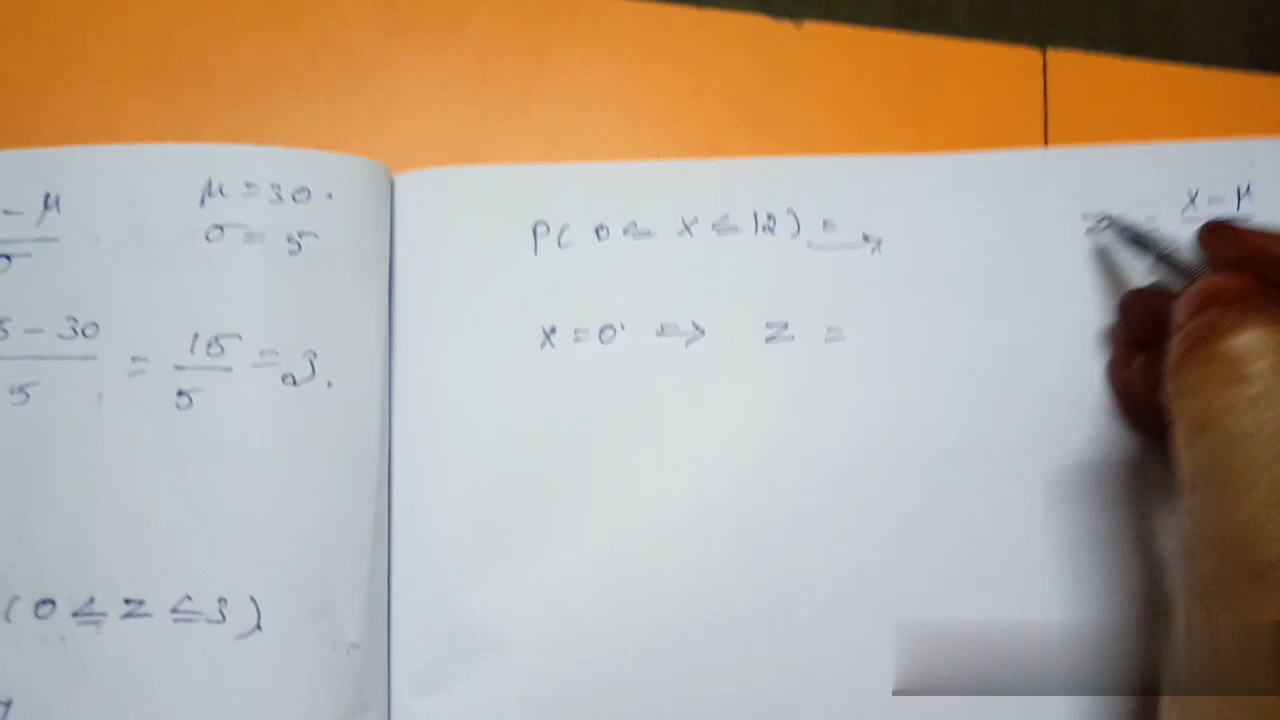 - μ / σ
μ = 30.
σ = 5
5 - 30 / 5 = 15/5 = 3.
(0 ≤ z ≤ 3)
P( 0 ≤ x ≤ 12) =
z = x - μ
x = 0 ⇒ z =